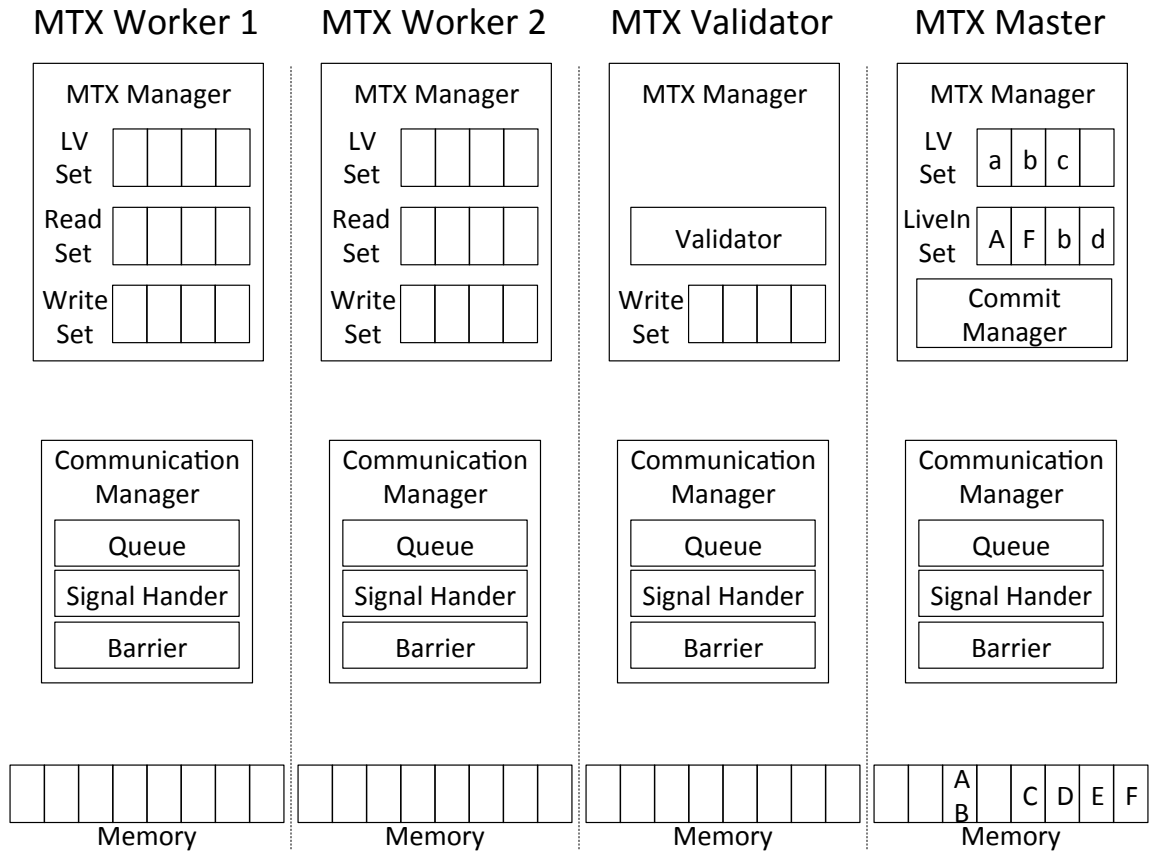 MTX Worker 1
MTX Manager
LV
Set
Read
Set
Write
Set
Communication
Manager
Queue
Signal Hander
Barrier
Memory
MTX Worker 2
MTX Manager
LV
Set
Read
Set
Write
Set
Communication
Manager
Queue
Signal Hander
Barrier
Memory
MTX Validator
MTX Manager
Validator
Write
Set
Communication
Manager
Queue
Signal Hander
Barrier
Memory
MTX Master
MTX Manager
LV
Set
a b c
LiveIn
Set
A F b d
Commit
Manager
Communication
Manager
Queue
Signal Hander
Barrier
A
B
C D E F
Memory